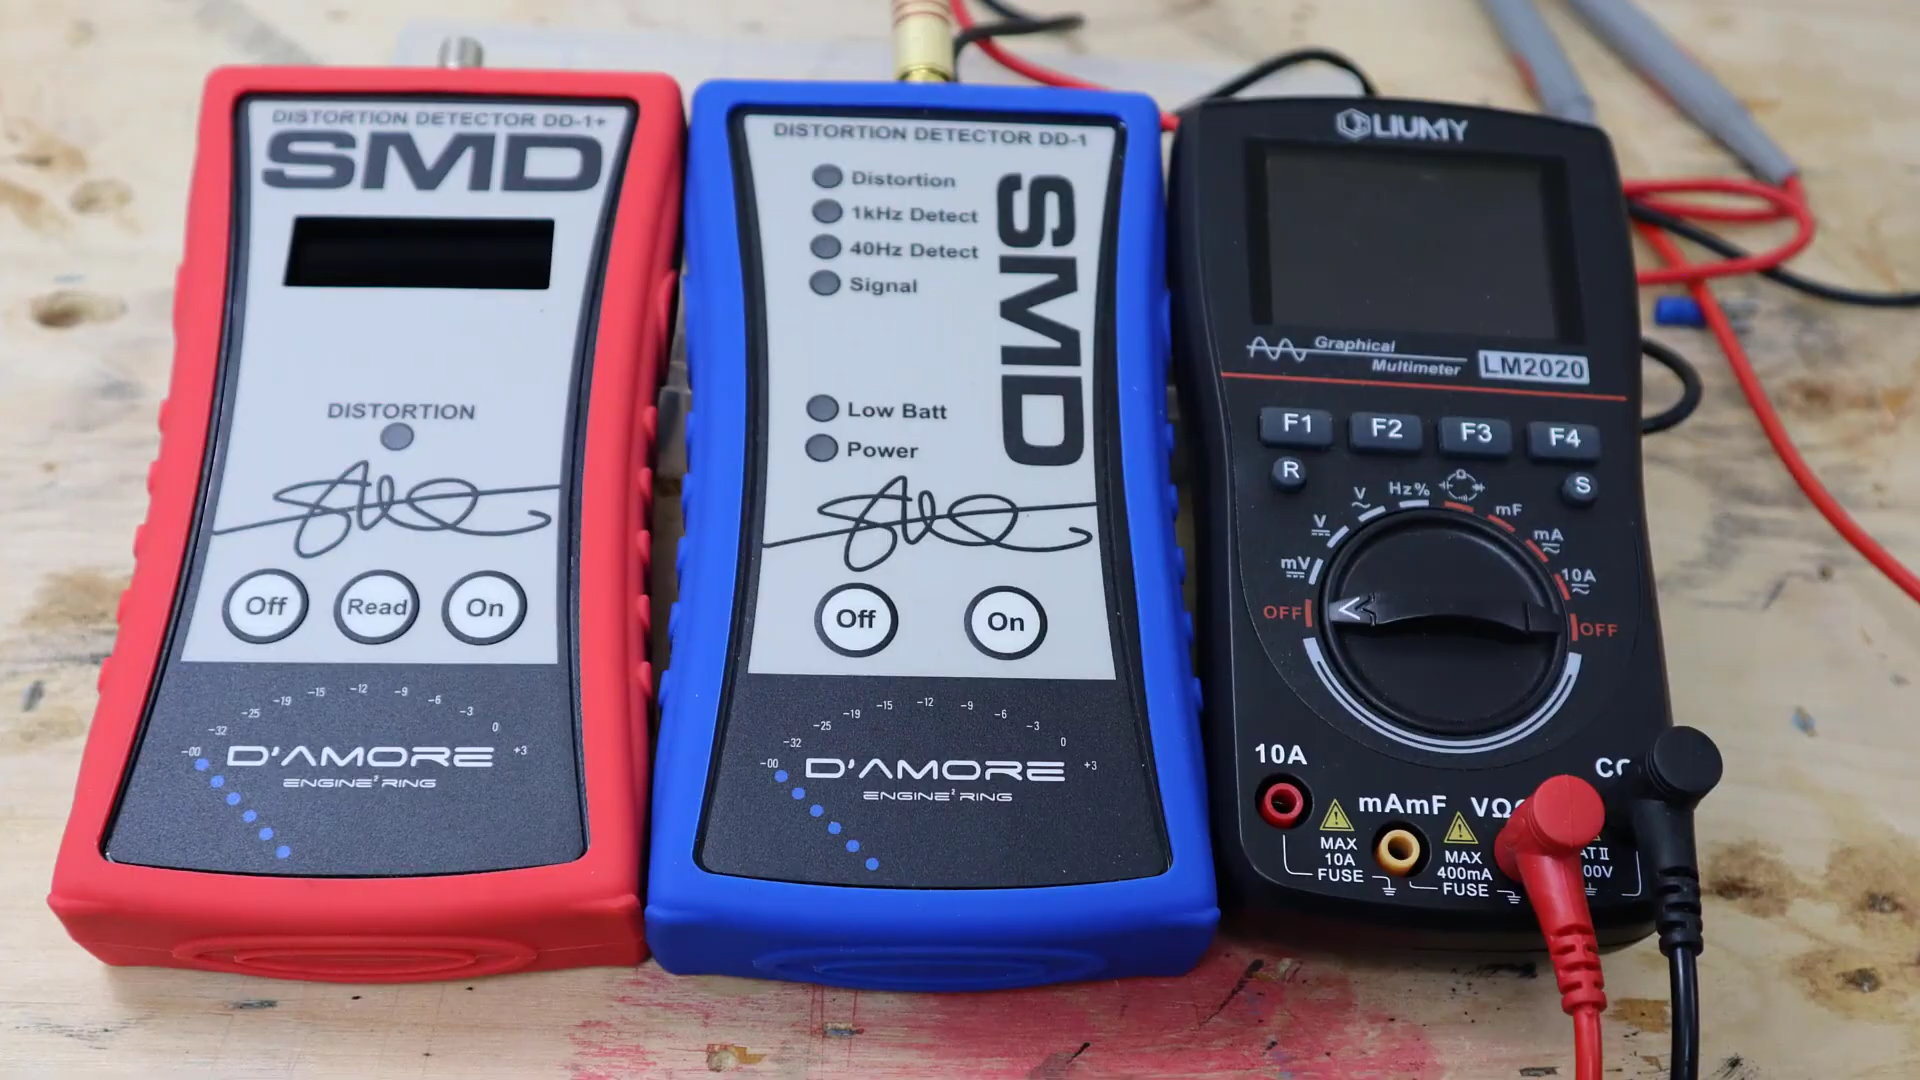 DISTORTION DETECTOR DD-1+
SMD
DISTORTION
Off
Read
On
-00
-32
-25
-19
-15
-12
-9
-6
-3
0
+3
D'AMORE
ENGINE² RING
DISTORTION DETECTOR DD-1
Distortion
1kHz Detect
40Hz Detect
Signal
SMD
Low Batt
Power
Off
On
-00
-32
-25
-19
-15
-12
-9
-6
-3
0
+3
D'AMORE
ENGINE² RING
LIUMY
Graphical
Multimeter
LM2020
F1
F2
F3
F4
R
S
OFF
mV
V
V
Hz%
Ω
mF
mA
10A
OFF
10A
mAmF
VΩ
MAX
10A
FUSE
MAX
400mA
FUSE